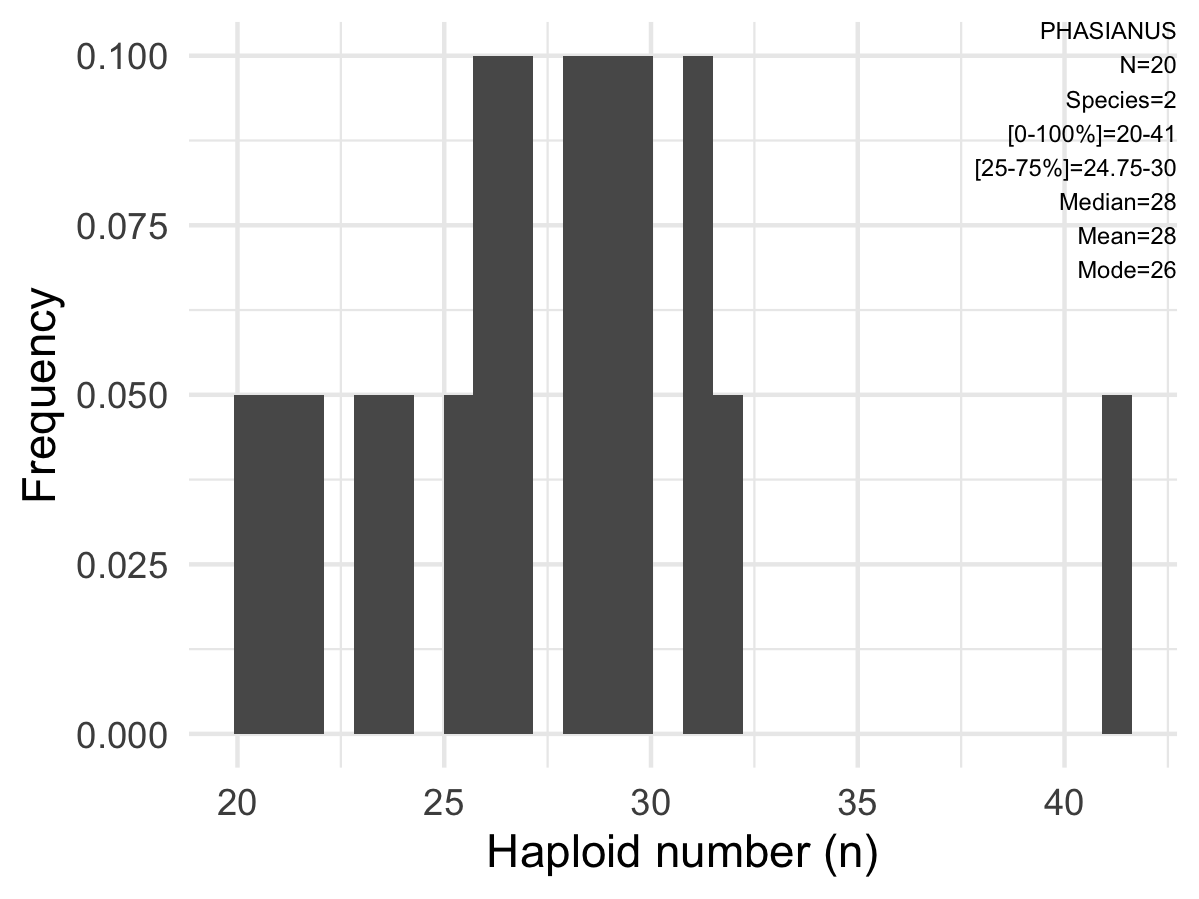 PHASIANUS
N=20
Species=2
[0-100%]=20-41
[25-75%]=24.75-30
Median=28
Mean=28
Mode=26
0.100
0.075
0.050
0.025
0.000
Frequency
20 25 30 35 40
Haploid number (n)